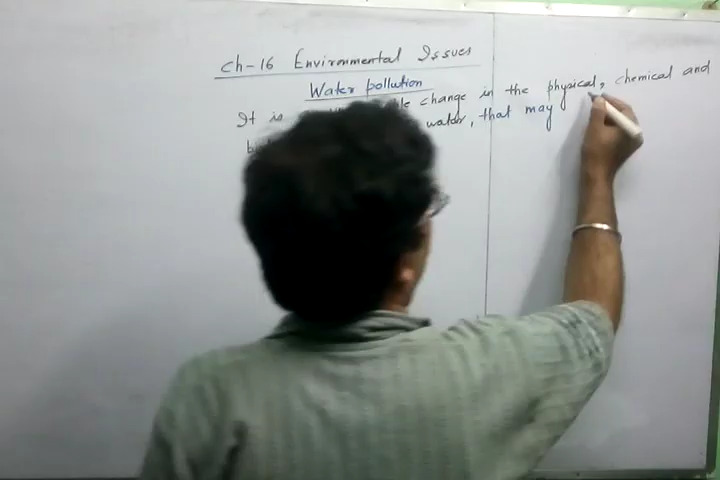 Ch-16 Environmental Issues
Water pollution
It is change in the physical, chemical and
water, that may